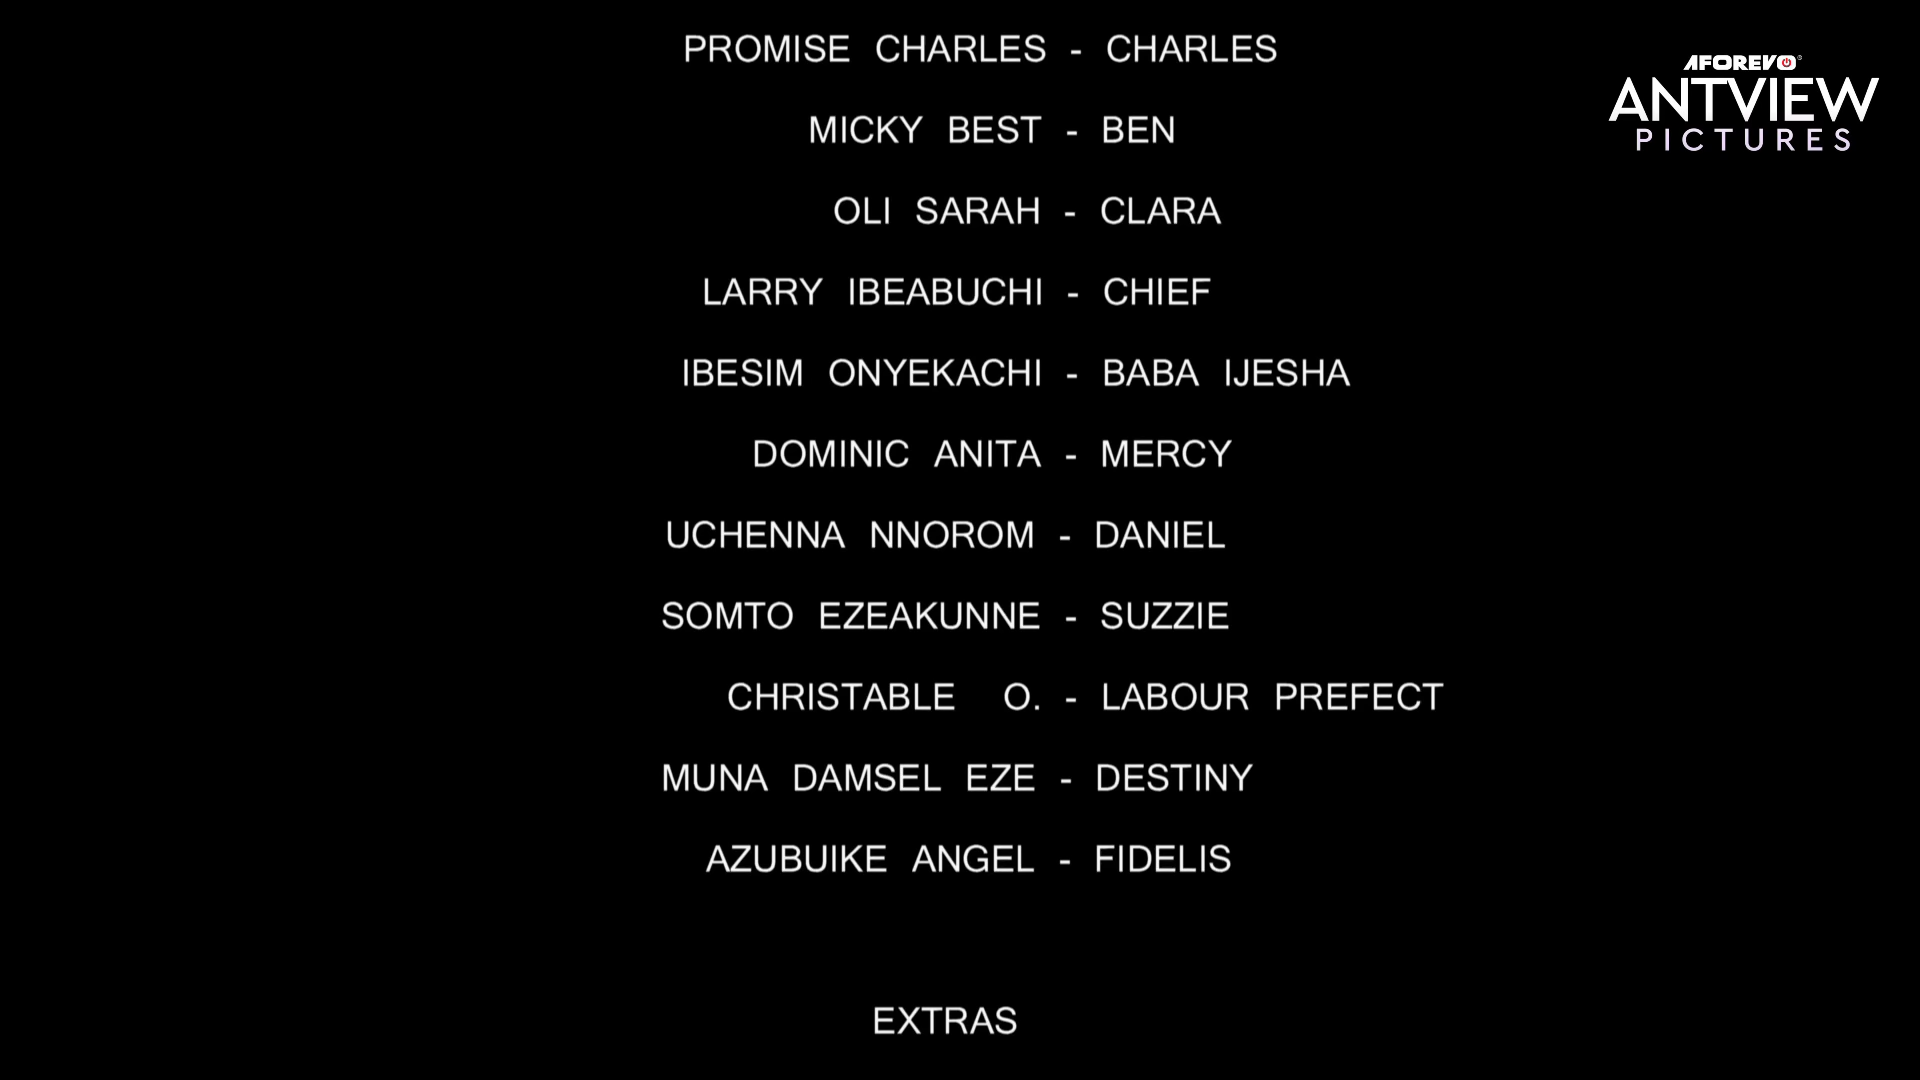 PROMISE CHARLES - CHARLES
MICKY BEST - BEN
OLI SARAH - CLARA
LARRY IBEABUCHI - CHIEF
IBESIM ONYEKACHI - BABA IJESHA
DOMINIC ANITA - MERCY
UCHENNA NNOROM - DANIEL
SOMTO EZEAKUNNE - SUZZIE
CHRISTABLE O. - LABOUR PREFECT
MUNA DAMSEL EZE - DESTINY
AZUBUIKE ANGEL - FIDELIS
EXTRAS
AFOREVO
ANTVIEW
PICTURES